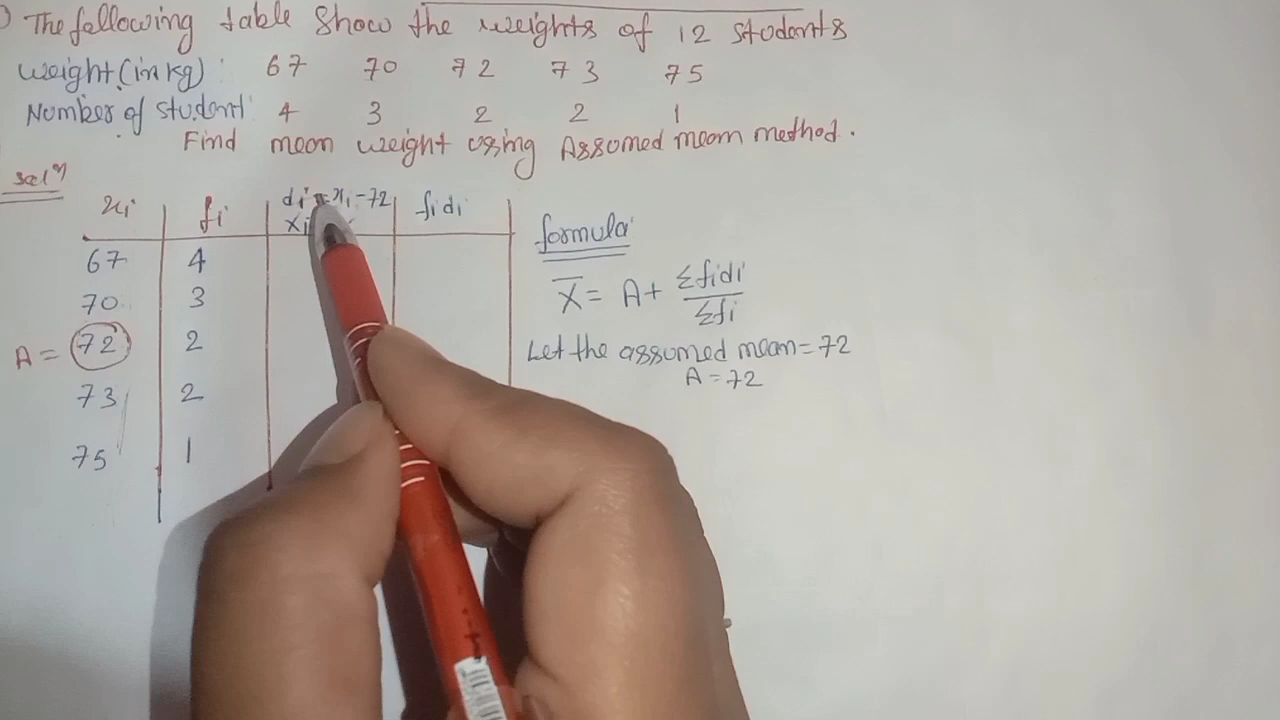 The following table Show the weights of 12 students
Weight (in kg) : 67 70 72 73 75
Number of student: 4 3 2 2 1
Find mean weight using Assumed mean method.
Solⁿ
xi fi di = xi - 72 fidi
xi
67 4
70 3
A = 72 2
73 2
75 1
formula
X̄ = A + Σfidi / Σfi
Let the assumed mean = 72
A = 72